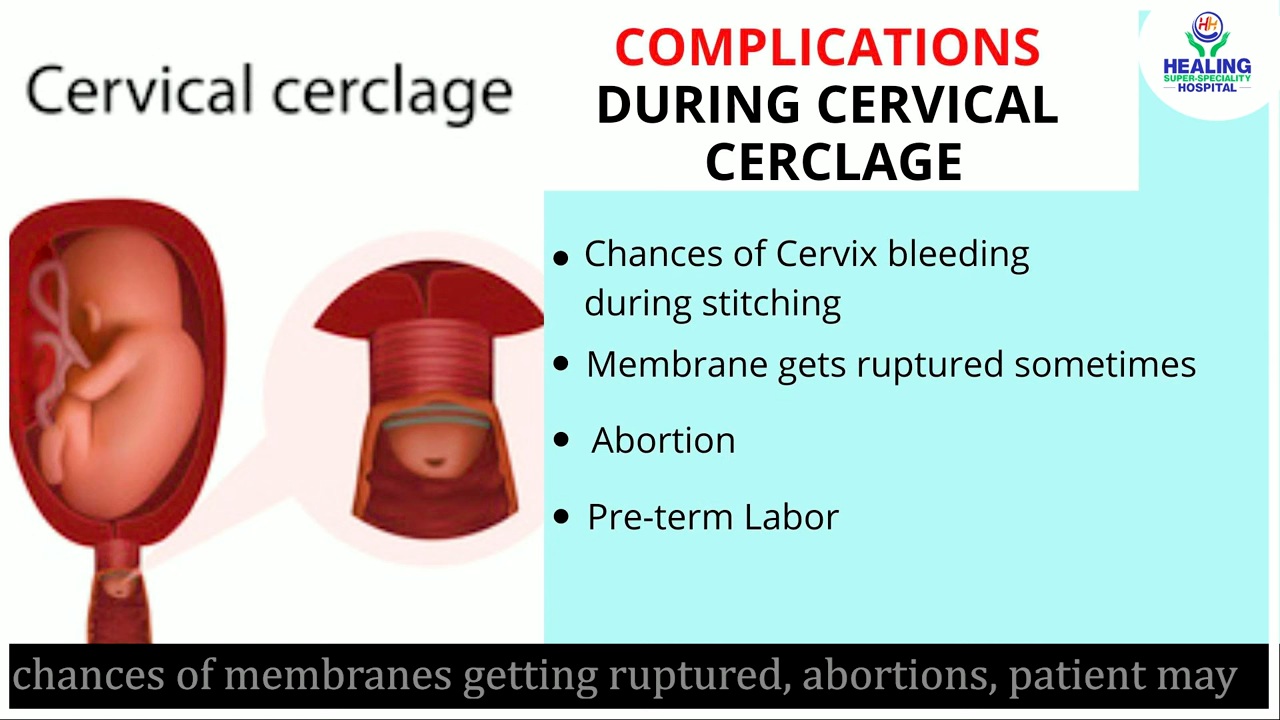 Cervical cerclage
COMPLICATIONS
DURING CERVICAL
CERCLAGE
HH
HEALING
SUPER-SPECIALITY
HOSPITAL
• Chances of Cervix bleeding
during stitching
• Membrane gets ruptured sometimes
• Abortion
• Pre-term Labor
chances of membranes getting ruptured, abortions, patient may